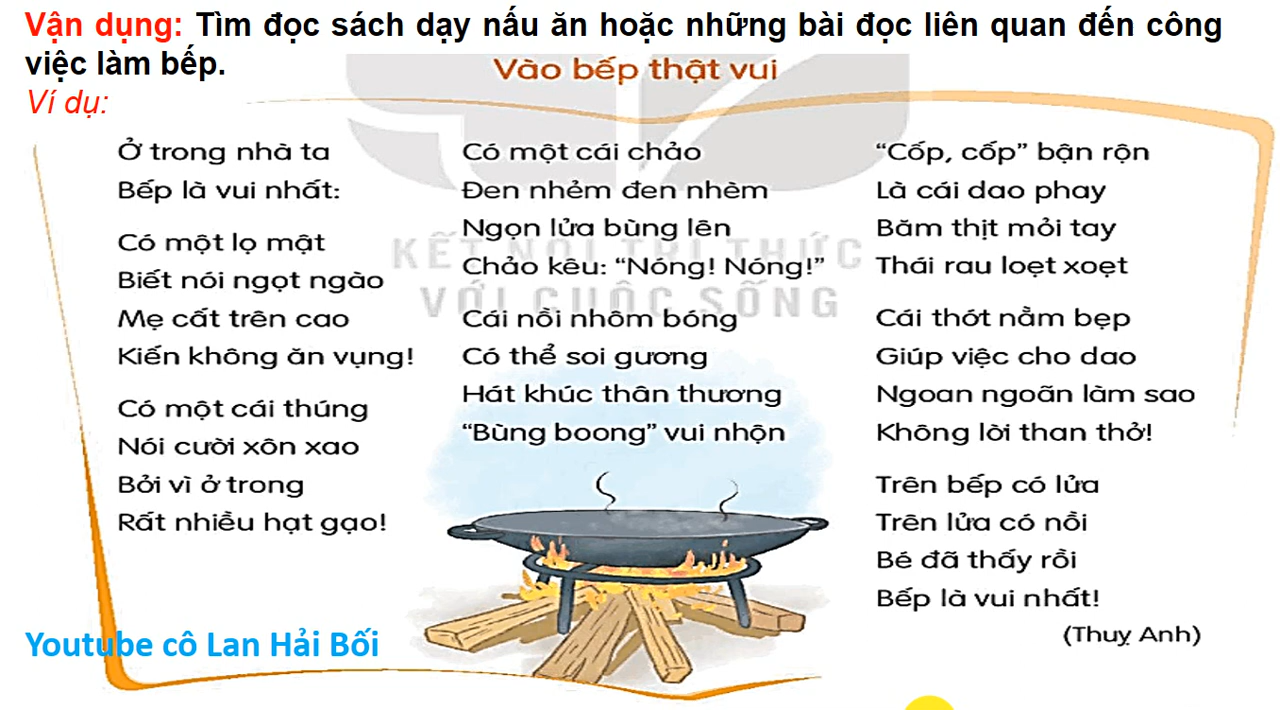 Vận dụng: Tìm đọc sách dạy nấu ăn hoặc những bài đọc liên quan đến công
việc làm bếp.
Vào bếp thật vui
Ví dụ:
Ở trong nhà ta
Bếp là vui nhất:
Có một lọ mật
Biết nói ngọt ngào
Mẹ cất trên cao
Kiến không ăn vụng!
Có một cái thúng
Nói cười xôn xao
Bởi vì ở trong
Rất nhiều hạt gạo!
Có một cái chảo
Đen nhẻm đen nhèm
Ngọn lửa bùng lên
Chảo kêu: “Nóng! Nóng!”
Cái nồi nhôm bóng
Có thể soi gương
Hát khúc thân thương
“Bùng boong” vui nhộn
“Cốp, cốp” bận rộn
Là cái dao phay
Băm thịt mỏi tay
Thái rau loẹt xoẹt
Cái thớt nằm bẹp
Giúp việc cho dao
Ngoan ngoãn làm sao
Không lời than thở!
Trên bếp có lửa
Trên lửa có nồi
Bé đã thấy rồi
Bếp là vui nhất!
(Thuỵ Anh)
KẾT NỐI TRI THỨC
VỚI CUỘC SỐNG
Youtube cô Lan Hải Bối